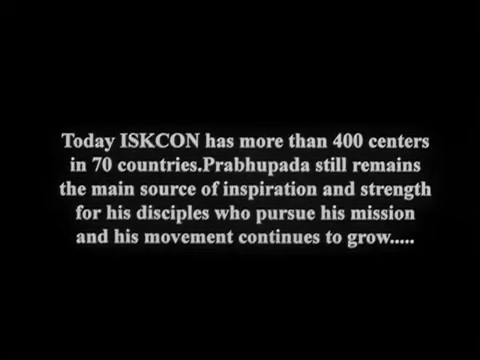 Today ISKCON has more than 400 centers
in 70 countries.Prabhupada still remains
the main source of inspiration and strength
for his disciples who pursue his mission
and his movement continues to grow.....